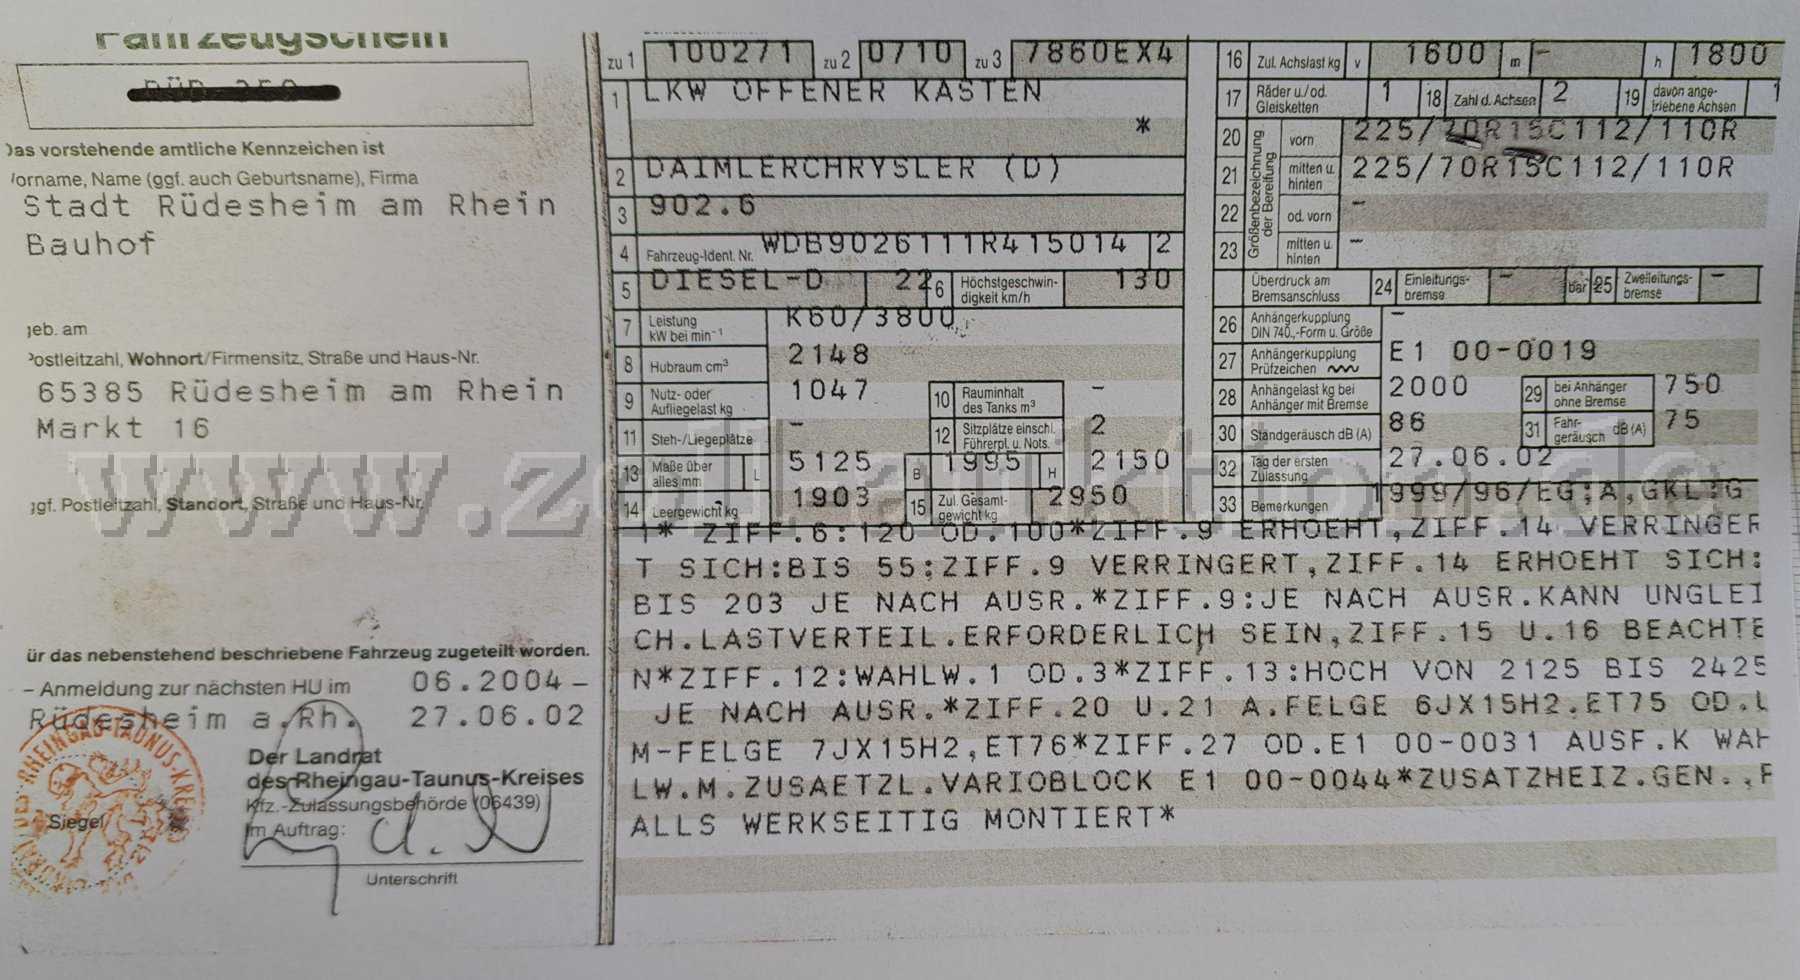 Fahrzeugschein
Das vorstehende amtliche Kennzeichen ist
Vorname, Name (ggf. auch Geburtsname), Firma
Stadt Rüdesheim am Rhein
Bauhof
geb. am
Postleitzahl, Wohnort/Firmensitz, Straße und Haus-Nr.
65385 Rüdesheim am Rhein
Markt 16
ggf. Postleitzahl, Standort, Straße und Haus-Nr.
ür das nebenstehend beschriebene Fahrzeug zugeteilt worden.
– Anmeldung zur nächsten HU im 06.2004 –
Rüdesheim a.Rh. 27.06.02
Der Landrat
des Rheingau-Taunus-Kreises
Kfz.-Zulassungsbehörde (06439)
Im Auftrag:
Siegel
Unterschrift
zu 1 100271 zu 2 0710 zu 3 7860EX4
1 LKW OFFENER KASTEN
*
2 DAIMLERCHRYSLER (D)
3 902.6
4 Fahrzeug-Ident. Nr. WDB9026111R415014 2
5 DIESEL-D 22 6 Höchstgeschwindigkeit km/h 130
7 Leistung kW bei min-1 K60/3800
8 Hubraum cm³ 2148
9 Nutz- oder Aufliegelast kg 1047 10 Rauminhalt des Tanks m³ –
11 Steh-/Liegeplätze – 12 Sitzplätze einschl. Führerpl. u. Nots. 2
13 Maße über alles mm L 5125 B 1995 H 2150
14 Leergewicht kg 1903 15 Zul. Gesamtgewicht kg 2950
16 Zul. Achslast kg v 1600 m – h 1800
17 Räder u./od. Gleisketten 1 18 Zahl d. Achsen 2 19 davon angetriebene Achsen 1
Größenbezeichnung der Bereifung
20 vorn 225/70R15C112/110R
21 mitten u. hinten 225/70R15C112/110R
22 od. vorn –
23 mitten u. hinten –
Überdruck am Bremsanschluss 24 Einleitungsbremse – bar 25 Zweileitungsbremse –
26 Anhängerkupplung DIN 740.,-Form u. Größe –
27 Anhängerkupplung Prüfzeichen E1 00-0019
28 Anhängelast kg bei Anhänger mit Bremse 2000 29 bei Anhänger ohne Bremse 750
30 Standgeräusch dB (A) 86 31 Fahrgeräusch dB (A) 75
32 Tag der ersten Zulassung 27.06.02
33 Bemerkungen 1999/96/EG;A,GKL:G
1* ZIFF.6:120 OD.100*ZIFF.9 ERHOEHT,ZIFF.14 VERRINGER
T SICH:BIS 55;ZIFF.9 VERRINGERT,ZIFF.14 ERHOEHT SICH:
BIS 203 JE NACH AUSR.*ZIFF.9:JE NACH AUSR.KANN UNGLEI
CH.LASTVERTEIL.ERFORDERLICH SEIN,ZIFF.15 U.16 BEACHTE
N*ZIFF.12:WAHLW.1 OD.3*ZIFF.13:HOCH VON 2125 BIS 2425
JE NACH AUSR.*ZIFF.20 U.21 A.FELGE 6JX15H2.ET75 OD.L
M-FELGE 7JX15H2,ET76*ZIFF.27 OD.E1 00-0031 AUSF.K WAH
LW.M.ZUSAETZL.VARIOBLOCK E1 00-0044*ZUSATZHEIZ.GEN.,F
ALLS WERKSEITIG MONTIERT*
www.zoll-auktion.de